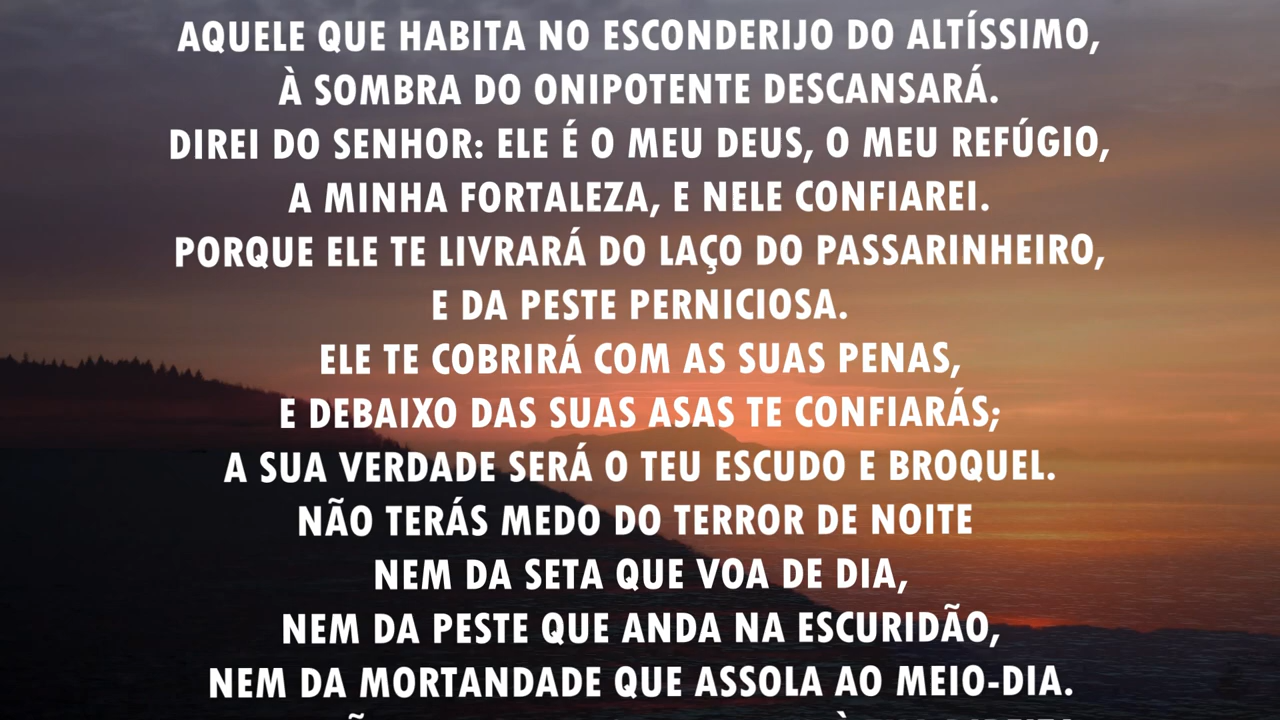 AQUELE QUE HABITA NO ESCONDERIJO DO ALTÍSSIMO,
À SOMBRA DO ONIPOTENTE DESCANSARÁ.
DIREI DO SENHOR: ELE É O MEU DEUS, O MEU REFÚGIO,
A MINHA FORTALEZA, E NELE CONFIAREI.
PORQUE ELE TE LIVRARÁ DO LAÇO DO PASSARINHEIRO,
E DA PESTE PERNICIOSA.
ELE TE COBRIRÁ COM AS SUAS PENAS,
E DEBAIXO DAS SUAS ASAS TE CONFIARÁS;
A SUA VERDADE SERÁ O TEU ESCUDO E BROQUEL.
NÃO TERÁS MEDO DO TERROR DE NOITE
NEM DA SETA QUE VOA DE DIA,
NEM DA PESTE QUE ANDA NA ESCURIDÃO,
NEM DA MORTANDADE QUE ASSOLA AO MEIO-DIA.